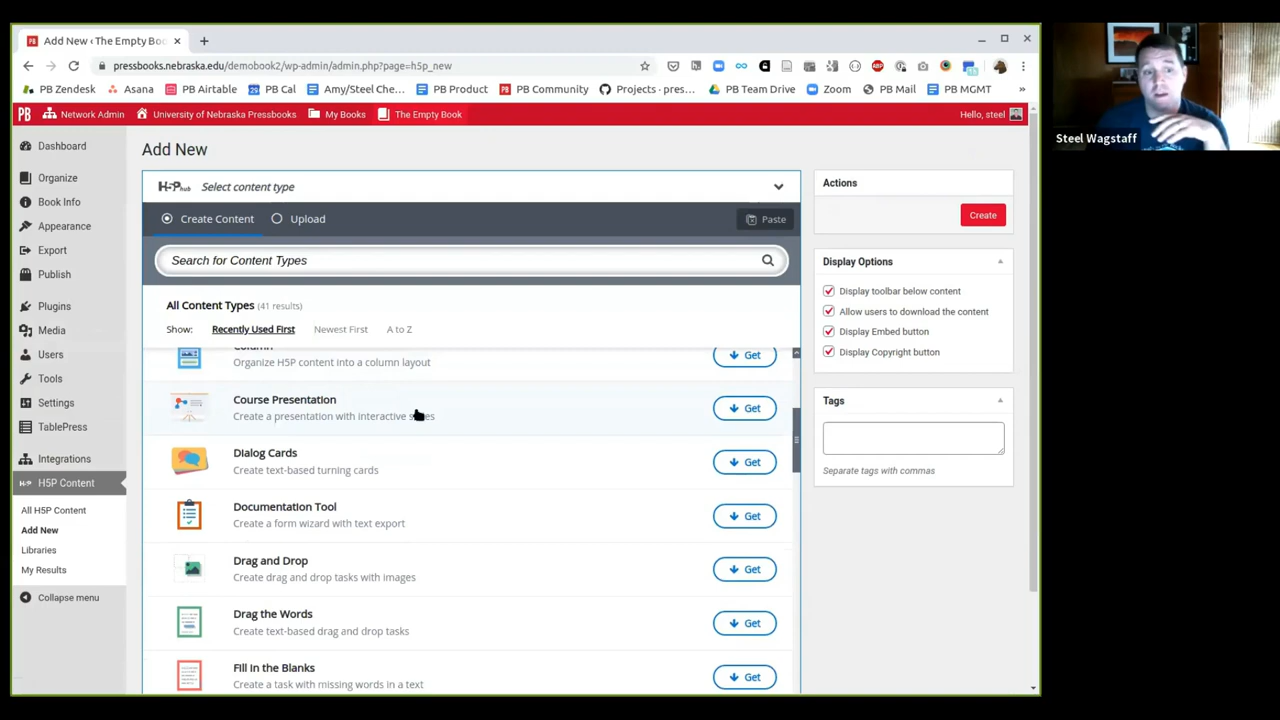 Add New ‹ The Empty Boo
pressbooks.nebraska.edu/demobook2/wp-admin/admin.php?page=h5p_new
PB Zendesk Asana PB Airtable PB Cal Amy/Steel Chec PB Product PB Community Projects - pres... PB Team Drive Zoom PB Mail PB MGMT »
PB Network Admin University of Nebraska Pressbooks My Books The Empty Book Hello, steel
Dashboard
Organize
Book Info
Appearance
Export
Publish
Plugins
Media
Users
Tools
Settings
TablePress
Integrations
H5P Content
All H5P Content
Add New
Libraries
My Results
Collapse menu
Add New
H5P hub Select content type
Create Content Upload Paste
Search for Content Types
All Content Types (41 results)
Show: Recently Used First Newest First A to Z
Column
Organize H5P content into a column layout
Get
Course Presentation
Create a presentation with interactive
Get
Dialog Cards
Create text-based turning cards
Get
Documentation Tool
Create a form wizard with text export
Get
Drag and Drop
Create drag and drop tasks with images
Get
Drag the Words
Create text-based drag and drop tasks
Get
Fill in the Blanks
Create a task with missing words in a text
Get
Actions
Create
Display Options
Display toolbar below content
Allow users to download the content
Display Embed button
Display Copyright button
Tags
Separate tags with commas
Steel Wagstaff